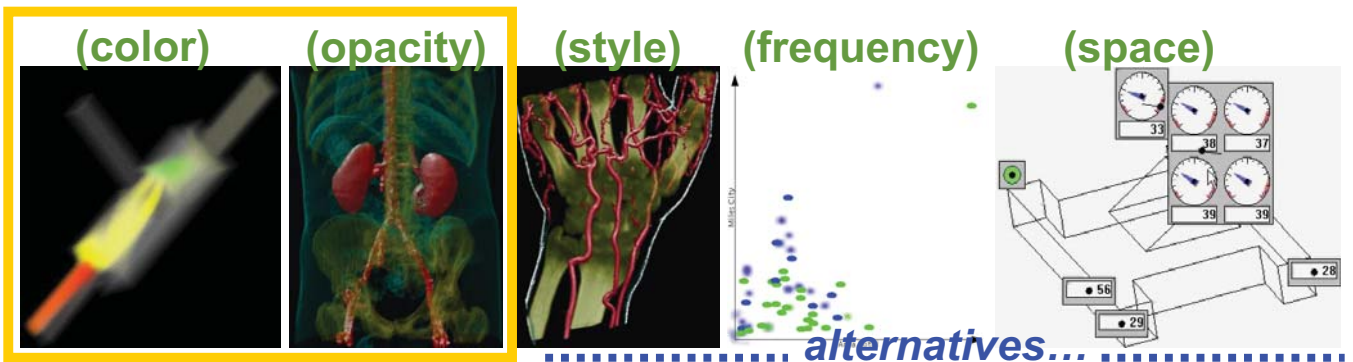 (color) (opacity) (style) (frequency) (space)
33
38 37
39 39
Miles City
56
29
28
alternatives...